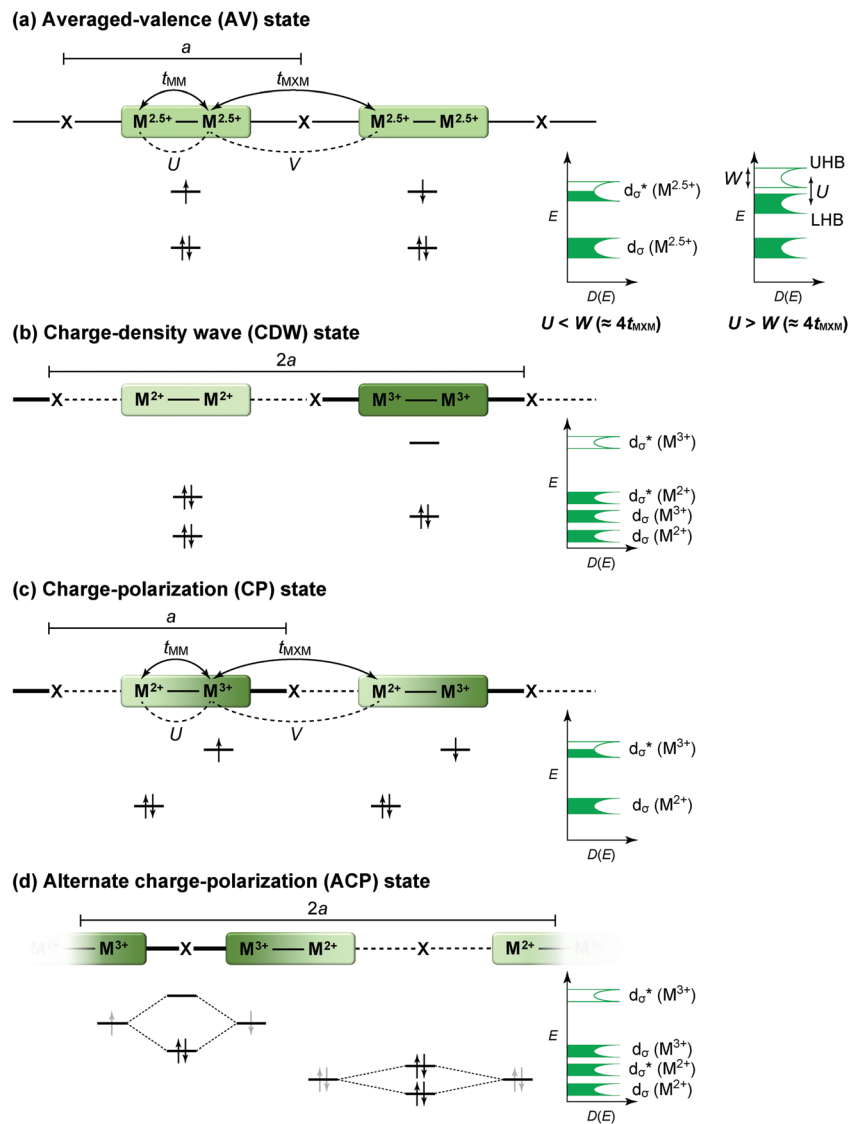 (a) Averaged-valence (AV) state
a
tMM tMXM
X M2.5+ M2.5+ X M2.5+ M2.5+ X
U V
E dσ* (M2.5+)
dσ (M2.5+)
D(E)
U < W (≈ 4tMXM)
W UHB
U
E LHB
D(E)
U > W (≈ 4tMXM)
(b) Charge-density wave (CDW) state
2a
X M2+ M2+ X M3+ M3+ X
dσ* (M3+)
E
dσ* (M2+)
dσ (M3+)
dσ (M2+)
D(E)
(c) Charge-polarization (CP) state
a
tMM tMXM
X M2+ M3+ X M2+ M3+ X
U V
dσ* (M3+)
E
dσ (M2+)
D(E)
(d) Alternate charge-polarization (ACP) state
2a
M2+ M3+ X M3+ M2+ X M2+ M3+
dσ* (M3+)
E
dσ (M3+)
dσ* (M2+)
dσ (M2+)
D(E)